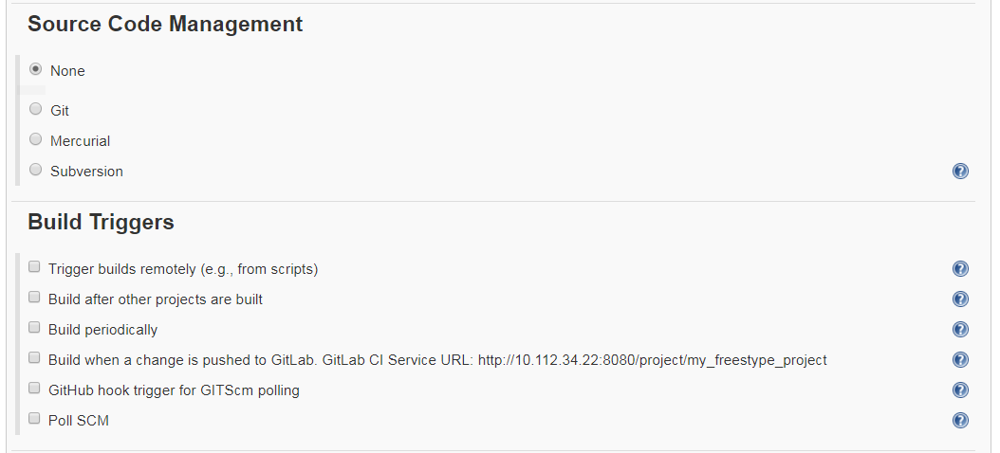 Source Code Management
None
Git
Mercurial
Subversion
Build Triggers
Trigger builds remotely (e.g., from scripts)
Build after other projects are built
Build periodically
Build when a change is pushed to GitLab. GitLab CI Service URL: http://10.112.34.22:8080/project/my_freestype_project
GitHub hook trigger for GITScm polling
Poll SCM